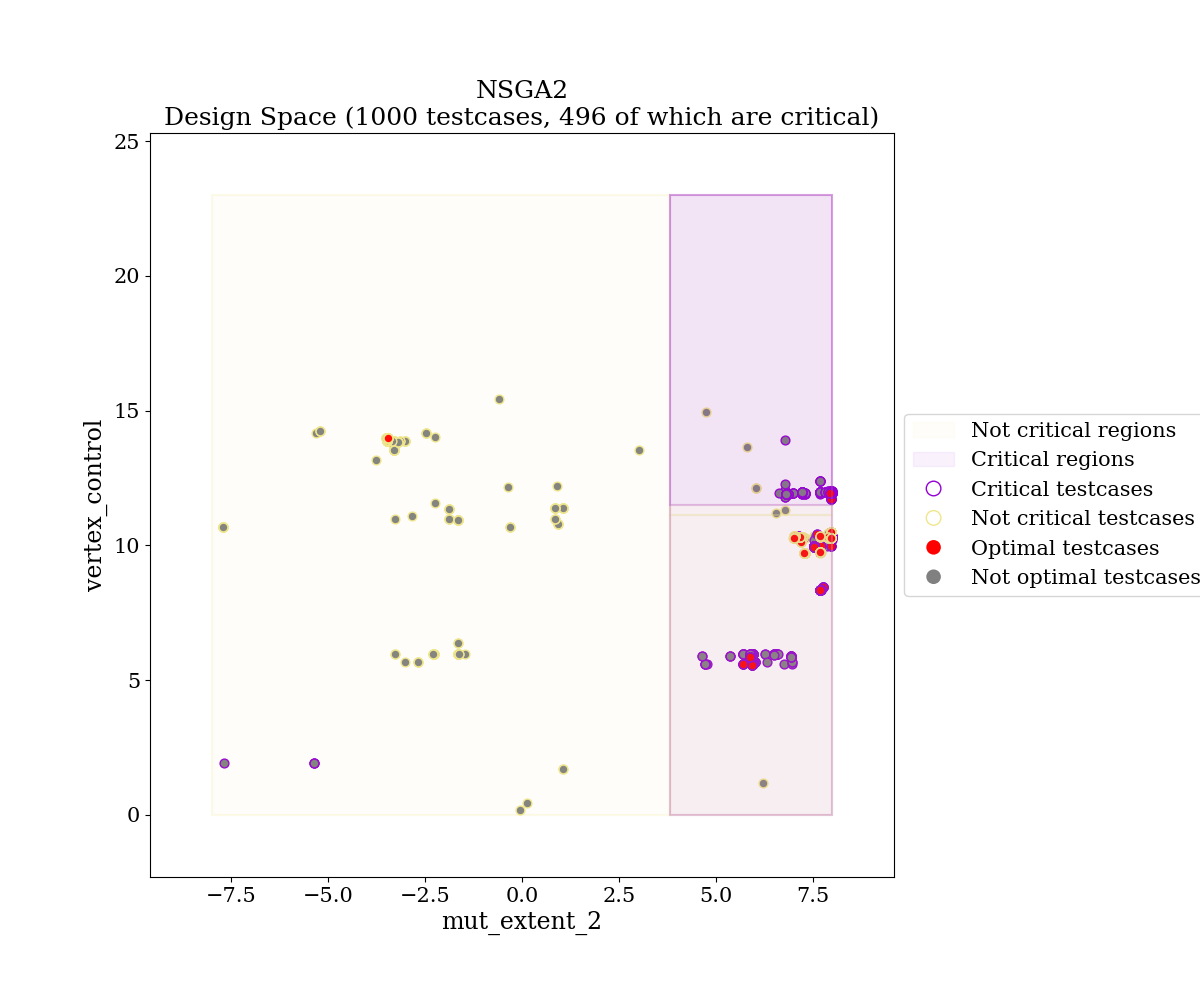 NSGA2
Design Space (1000 testcases, 496 of which are critical)
25
20
15
10
5
0
−7.5
−5.0
−2.5
0.0
2.5
5.0
7.5
vertex_control
mut_extent_2
Not critical regions
Critical regions
Critical testcases
Not critical testcases
Optimal testcases
Not optimal testcases